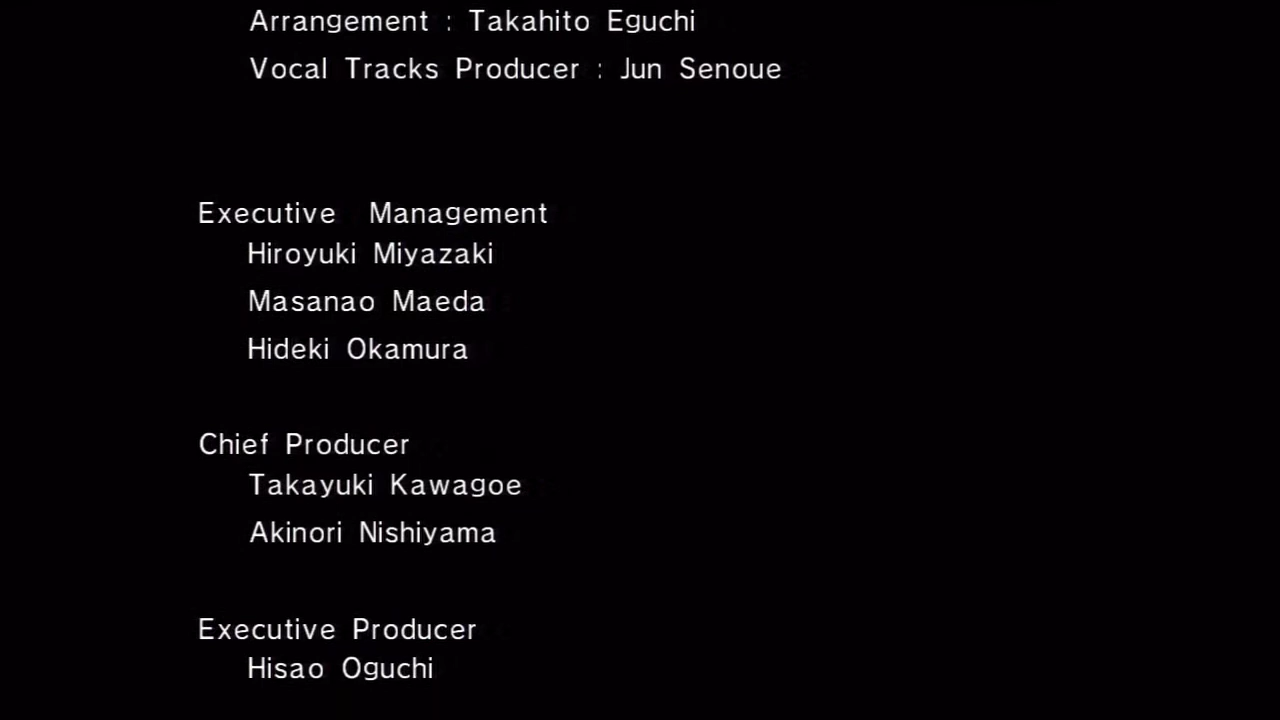 Arrangement : Takahito Eguchi
Vocal Tracks Producer : Jun Senoue
Executive Management
Hiroyuki Miyazaki
Masanao Maeda
Hideki Okamura
Chief Producer
Takayuki Kawagoe
Akinori Nishiyama
Executive Producer
Hisao Oguchi